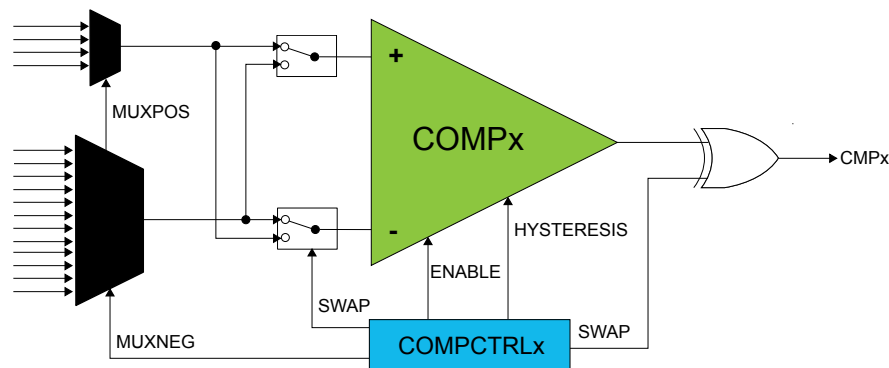 MUXPOS
+
COMPx
CMPx
-
HYSTERESIS
ENABLE
SWAP
SWAP
MUXNEG
COMPCTRLx